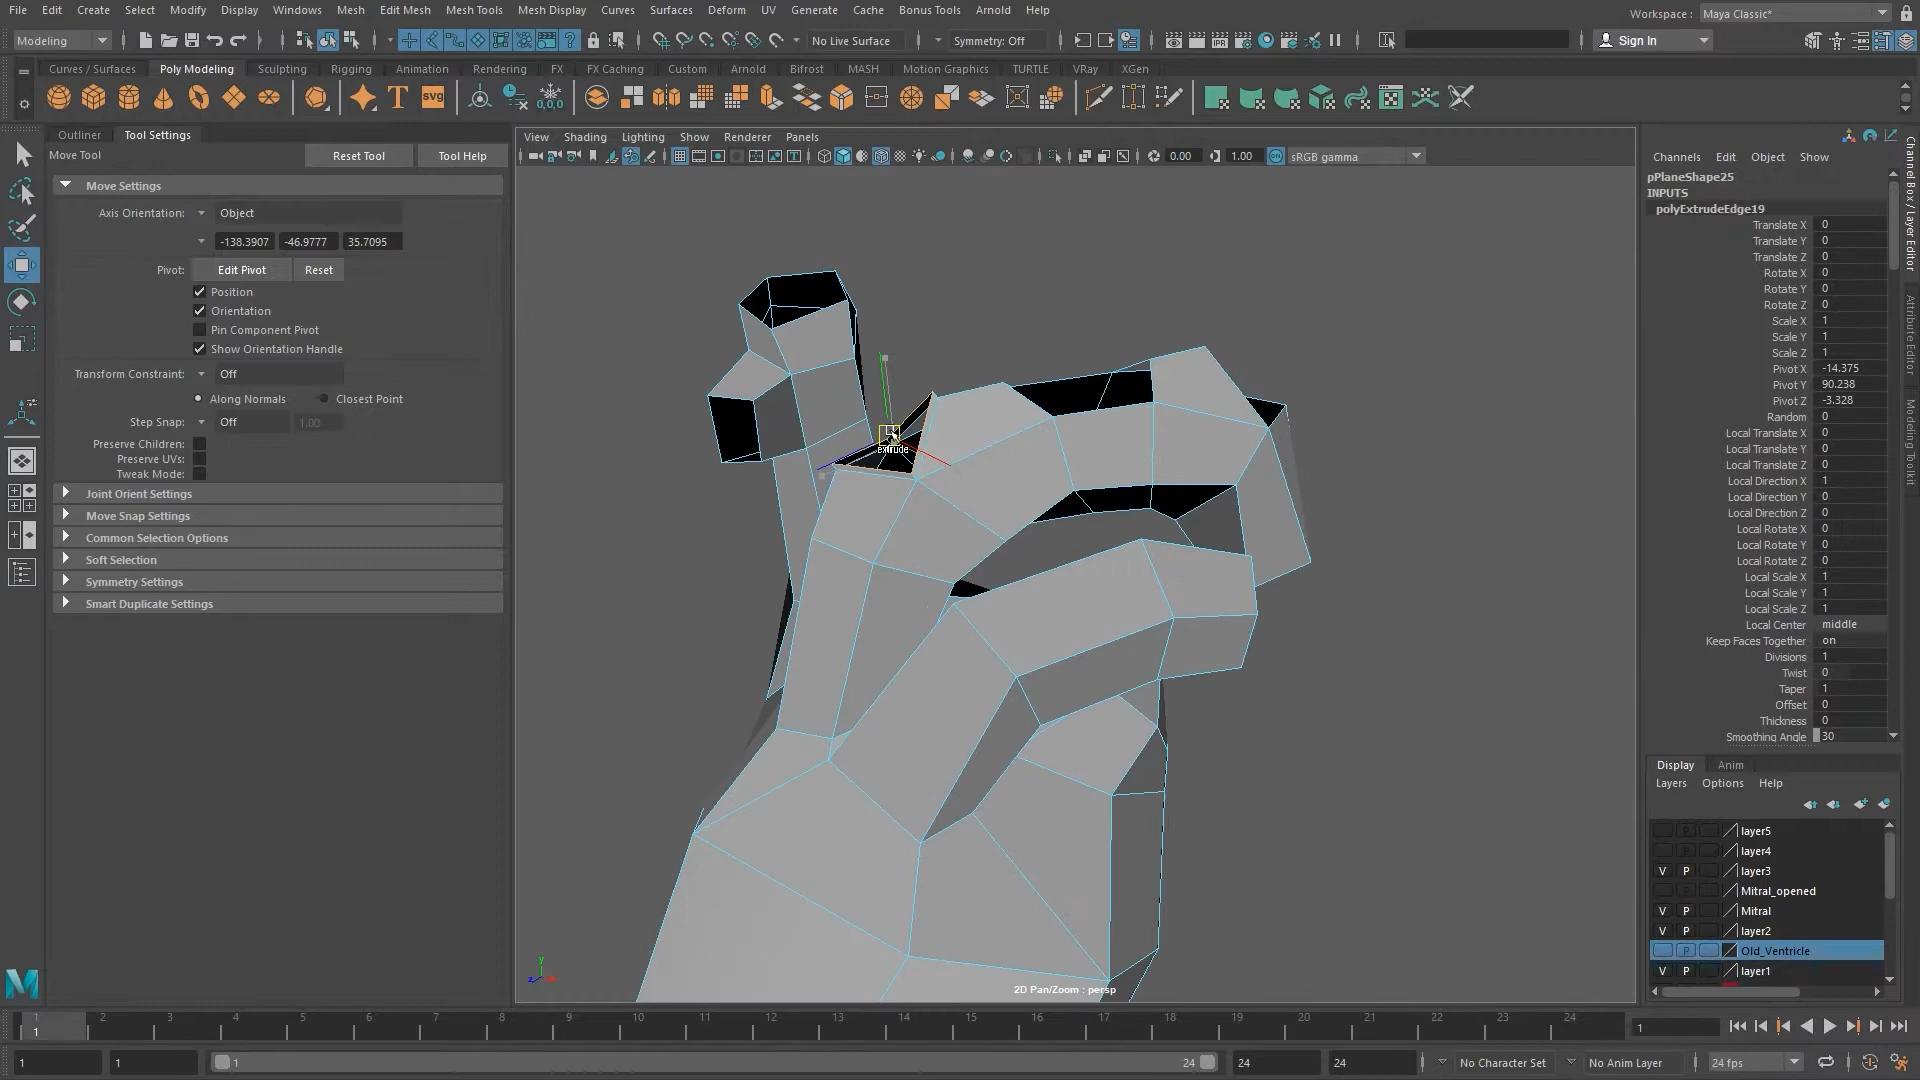 File Edit Create Select Modify Display Windows Mesh Edit Mesh Mesh Tools Mesh Display Curves Surfaces Deform UV Generate Cache Bonus Tools Arnold Help
Workspace : Maya Classic*
Modeling
No Live Surface
Symmetry: Off
Sign In
Curves / Surfaces Poly Modeling Sculpting Rigging Animation Rendering FX FX Caching Custom Arnold Bifrost MASH Motion Graphics TURTLE VRay XGen
T SVG 0,0,0
Outliner Tool Settings
Move Tool Reset Tool Tool Help
Move Settings
Axis Orientation: Object
-138.3907 -46.9777 35.7095
Pivot: Edit Pivot Reset
Position
Orientation
Pin Component Pivot
Show Orientation Handle
Transform Constraint: Off
Along Normals Closest Point
Step Snap: Off 1.00
Preserve Children:
Preserve UVs:
Tweak Mode:
Joint Orient Settings
Move Snap Settings
Common Selection Options
Soft Selection
Symmetry Settings
Smart Duplicate Settings
View Shading Lighting Show Renderer Panels
0.00 1.00 sRGB gamma
extrude
y
z
2D Pan/Zoom : persp
Channels Edit Object Show
pPlaneShape25
INPUTS
polyExtrudeEdge19
Translate X 0
Translate Y 0
Translate Z 0
Rotate X 0
Rotate Y 0
Rotate Z 0
Scale X 1
Scale Y 1
Scale Z 1
Pivot X -14.375
Pivot Y 90.238
Pivot Z -3.328
Random 0
Local Translate X 0
Local Translate Y 0
Local Translate Z 0
Local Direction X 1
Local Direction Y 0
Local Direction Z 0
Local Rotate X 0
Local Rotate Y 0
Local Rotate Z 0
Local Scale X 1
Local Scale Y 1
Local Scale Z 1
Local Center middle
Keep Faces Together on
Divisions 1
Twist 0
Taper 1
Offset 0
Thickness 0
Smoothing Angle 30
Channel Box / Layer Editor
Attribute Editor
Modeling Toolkit
Display Anim
Layers Options Help
layer5
layer4
V P layer3
Mitral_opened
V P Mitral
V P layer2
P Old_Ventricle
V P layer1
1 2 3 4 5 6 7 8 9 10 11 12 13 14 15 16 17 18 19 20 21 22 23 24
1
1
1 1 1 24 24 24
No Character Set
No Anim Layer
24 fps